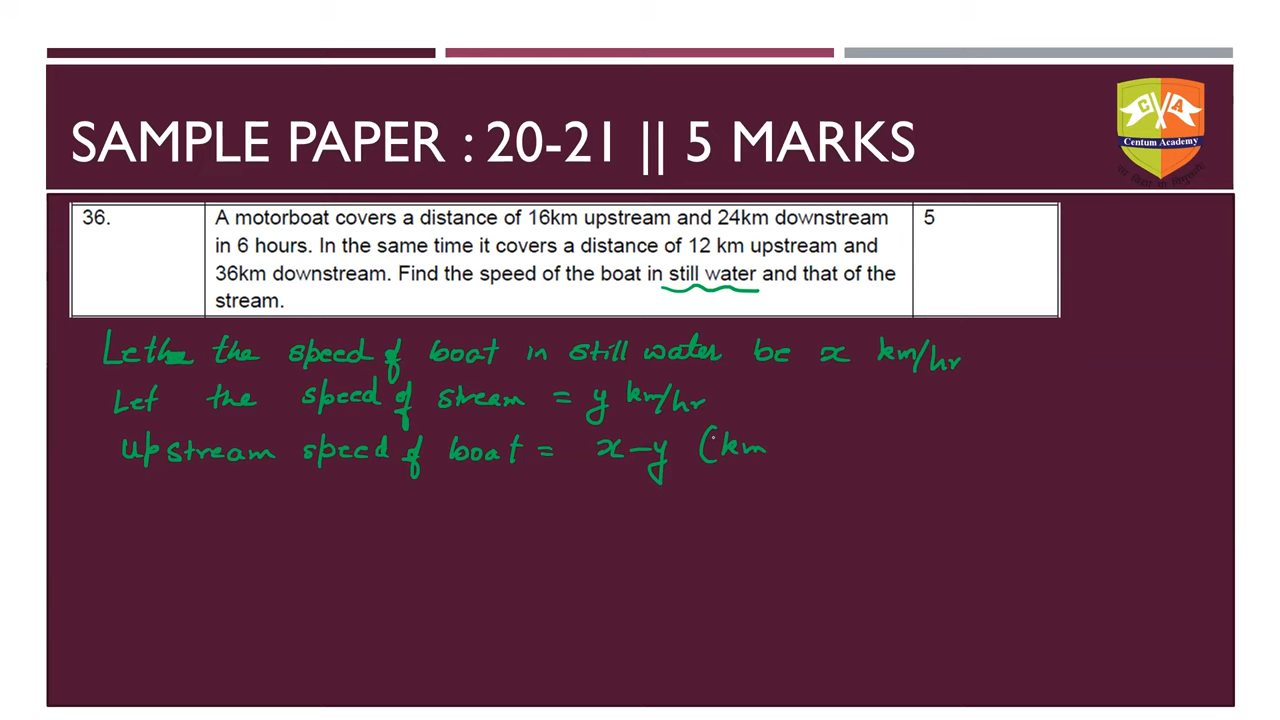 SAMPLE PAPER : 20-21 || 5 MARKS
C A
Centum Academy
36.
A motorboat covers a distance of 16km upstream and 24km downstream
in 6 hours. In the same time it covers a distance of 12 km upstream and
36km downstream. Find the speed of the boat in still water and that of the
stream.
5
Let the the speed of boat in still water be x km/hr
Let the speed of stream = y km/hr
Upstream speed of boat = x-y (km